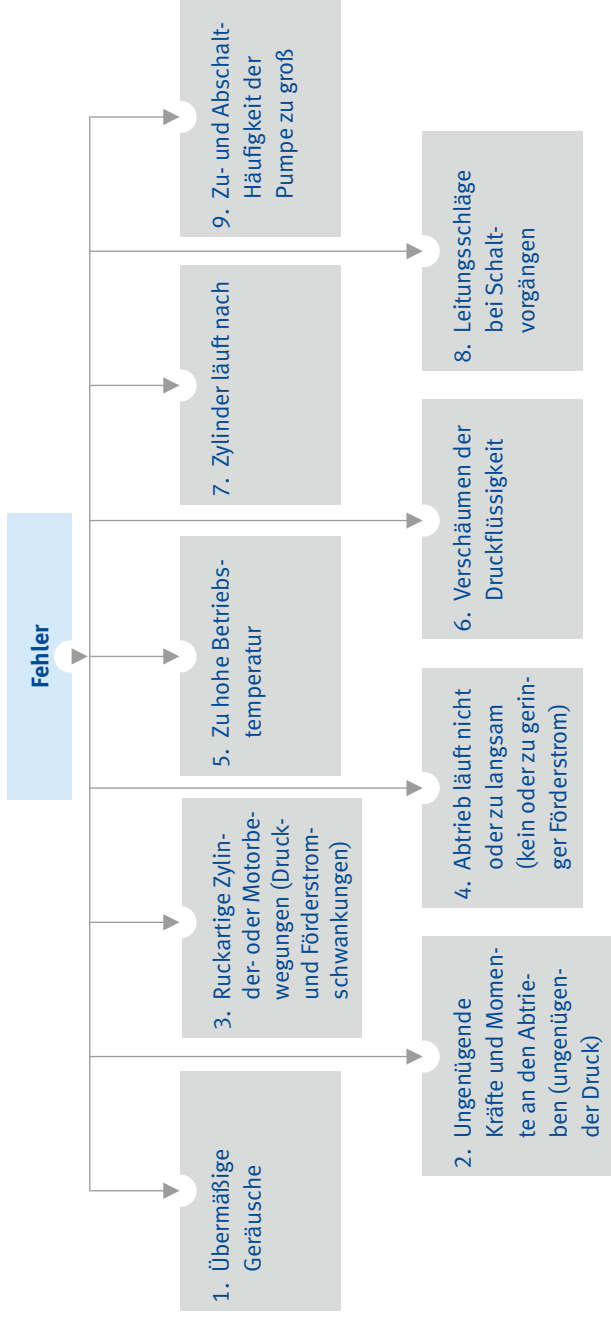 Fehler
1. Übermäßige
Geräusche
2. Ungenügende
Kräfte und Momen-
te an den Abtrie-
ben (ungenügen-
der Druck)
3. Ruckartige Zylin-
der- oder Motorbe-
wegungen (Druck-
und Förderstrom-
schwankungen)
4. Abtrieb läuft nicht
oder zu langsam
(kein oder zu gerin-
ger Förderstrom)
5. Zu hohe Betriebs-
temperatur
6. Verschäumen der
Druckflüssigkeit
7. Zylinder läuft nach
8. Leitungsschläge
bei Schalt-
vorgängen
9. Zu- und Abschalt-
Häufigkeit der
Pumpe zu groß